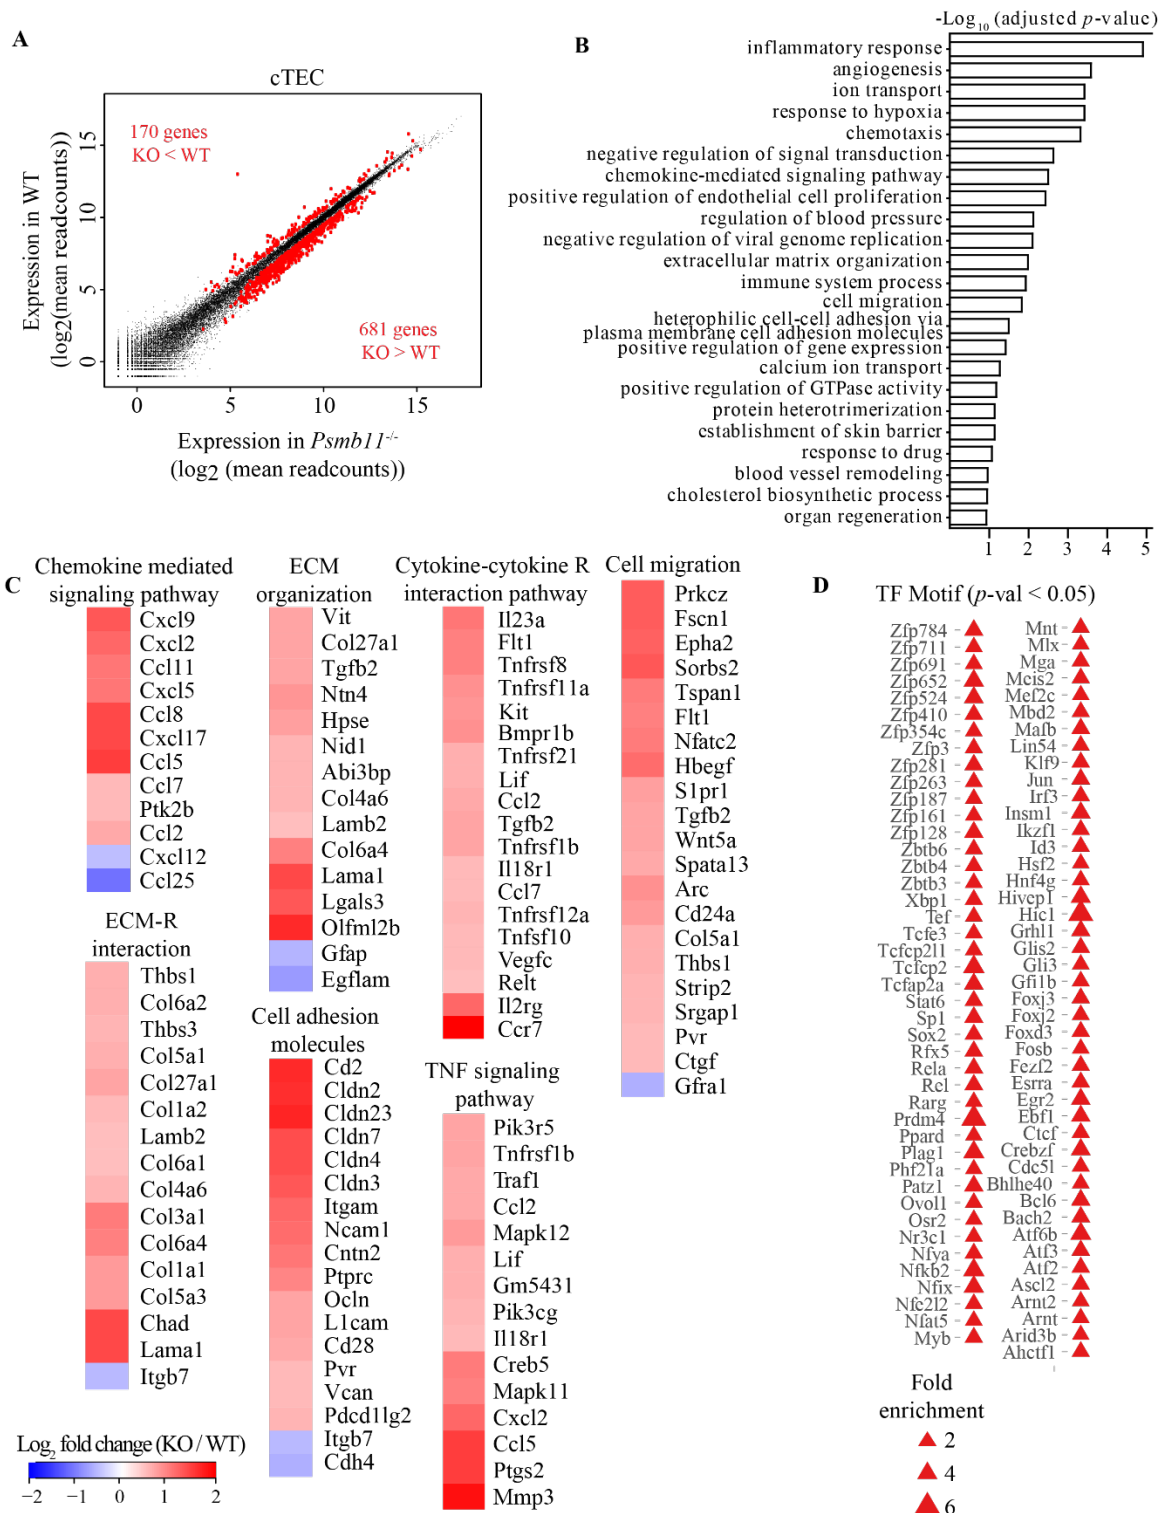 A
cTEC
170 genes
KO < WT
681 genes
KO > WT
Expression in WT
(log2(mean readcounts))
15
10
5
0
0 5 10 15
Expression in Psmb11-/-
(log2 (mean readcounts))
B
-Log10 (adjusted p-value)
inflammatory response
angiogenesis
ion transport
response to hypoxia
chemotaxis
negative regulation of signal transduction
chemokine-mediated signaling pathway
positive regulation of endothelial cell proliferation
regulation of blood pressure
negative regulation of viral genome replication
extracellular matrix organization
immune system process
cell migration
heterophilic cell-cell adhesion via
plasma membrane cell adhesion molecules
positive regulation of gene expression
calcium ion transport
positive regulation of GTPase activity
protein heterotrimerization
establishment of skin barrier
response to drug
blood vessel remodeling
cholesterol biosynthetic process
organ regeneration
1 2 3 4 5
C
Chemokine mediated
signaling pathway
Cxcl9
Cxcl2
Ccl11
Cxcl5
Ccl8
Cxcl17
Ccl5
Ccl7
Ptk2b
Ccl2
Cxcl12
Ccl25
ECM-R
interaction
Thbs1
Col6a2
Thbs3
Col5a1
Col27a1
Col1a2
Lamb2
Col6a1
Col4a6
Col3a1
Col6a4
Col1a1
Col5a3
Chad
Lama1
Itgb7
Log2 fold change (KO / WT)
−2 −1 0 1 2
ECM
organization
Vit
Col27a1
Tgfb2
Ntn4
Hpse
Nid1
Abi3bp
Col4a6
Lamb2
Col6a4
Lama1
Lgals3
Olfml2b
Gfap
Egflam
Cell adhesion
molecules
Cd2
Cldn2
Cldn23
Cldn7
Cldn4
Cldn3
Itgam
Ncam1
Cntn2
Ptprc
Ocln
L1cam
Cd28
Pvr
Vcan
Pdcd1lg2
Itgb7
Cdh4
Cytokine-cytokine R
interaction pathway
Il23a
Flt1
Tnfrsf8
Tnfrsf11a
Kit
Bmpr1b
Tnfrsf21
Lif
Ccl2
Tgfb2
Tnfrsf1b
Il18r1
Ccl7
Tnfrsf12a
Tnfsf10
Vegfc
Relt
Il2rg
Ccr7
TNF signaling
pathway
Pik3r5
Tnfrsf1b
Traf1
Ccl2
Mapk12
Lif
Gm5431
Pik3cg
Il18r1
Creb5
Mapk11
Cxcl2
Ccl5
Ptgs2
Mmp3
Cell migration
Prkcz
Fscn1
Epha2
Sorbs2
Tspan1
Flt1
Nfatc2
Hbegf
S1pr1
Tgfb2
Wnt5a
Spata13
Arc
Cd24a
Col5a1
Thbs1
Strip2
Srgap1
Pvr
Ctgf
Gfra1
D
TF Motif (p-val < 0.05)
Zfp784
Zfp711
Zfp691
Zfp652
Zfp524
Zfp410
Zfp354c
Zfp3
Zfp281
Zfp263
Zfp187
Zfp161
Zfp128
Zbtb6
Zbtb4
Zbtb3
Xbp1
Tef
Tcfe3
Tcfcp2l1
Tcfcp2
Tcfap2a
Stat6
Sp1
Sox2
Rfx5
Rela
Rel
Rarg
Prdm4
Ppard
Plag1
Phf21a
Patz1
Ovol1
Osr2
Nr3c1
Nfya
Nfkb2
Nfix
Nfe2l2
Nfat5
Myb
Mnt
Mlx
Mga
Mcis2
Mef2c
Mbd2
Mafb
Lin54
Klf9
Jun
Irf3
Insm1
Ikzf1
Id3
Hsf2
Hnf4g
Hivep1
Hic1
Grhl1
Glis2
Gli3
Gfi1b
Foxj3
Foxj2
Foxd3
Fosb
Fezf2
Esrra
Egr2
Ebf1
Ctcf
Crebzf
Cdc5l
Bhlhe40
Bcl6
Bach2
Atf6b
Atf3
Atf2
Ascl2
Arnt2
Arnt
Arid3b
Ahctf1
Fold
enrichment
2
4
6